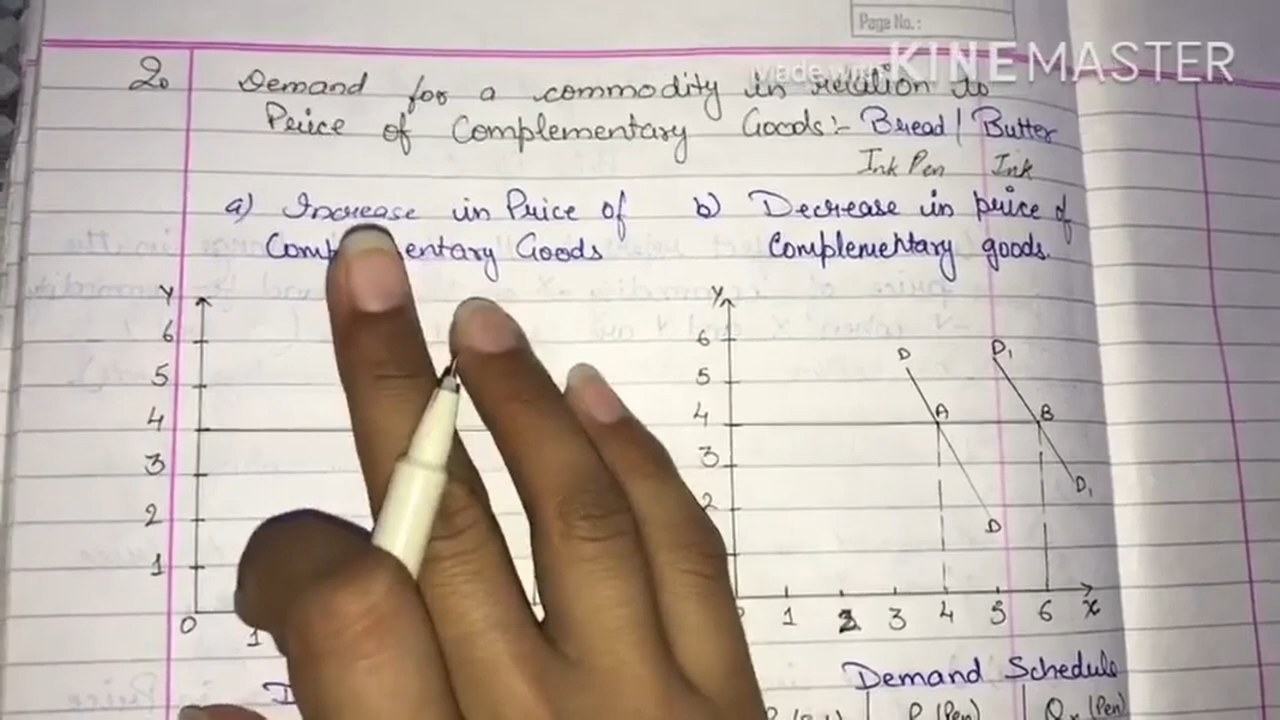 Page No.:
Made with KINEMASTER
2. Demand for a commodity in relation to
Price of Complementary Goods:- Bread / Butter
Ink Pen Ink
a) Increase in Price of
Complementary Goods
b) Decrease in price of
Complementary goods.
Y
6
5
4
3
2
1
0
1
Y
6
5
4
3
2
D D1
A B
D1
D
1 2 3 4 5 6 X
Demand Schedule
P (Pen) Qx (Pen)